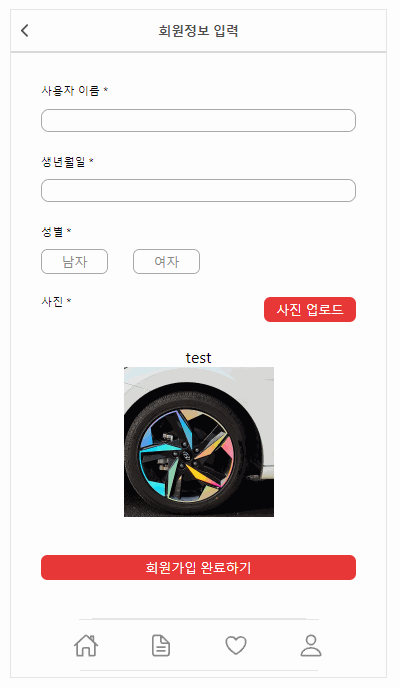 회원정보 입력
사용자 이름 *
생년월일 *
성별 *
남자 여자
사진 * 사진 업로드
test
회원가입 완료하기